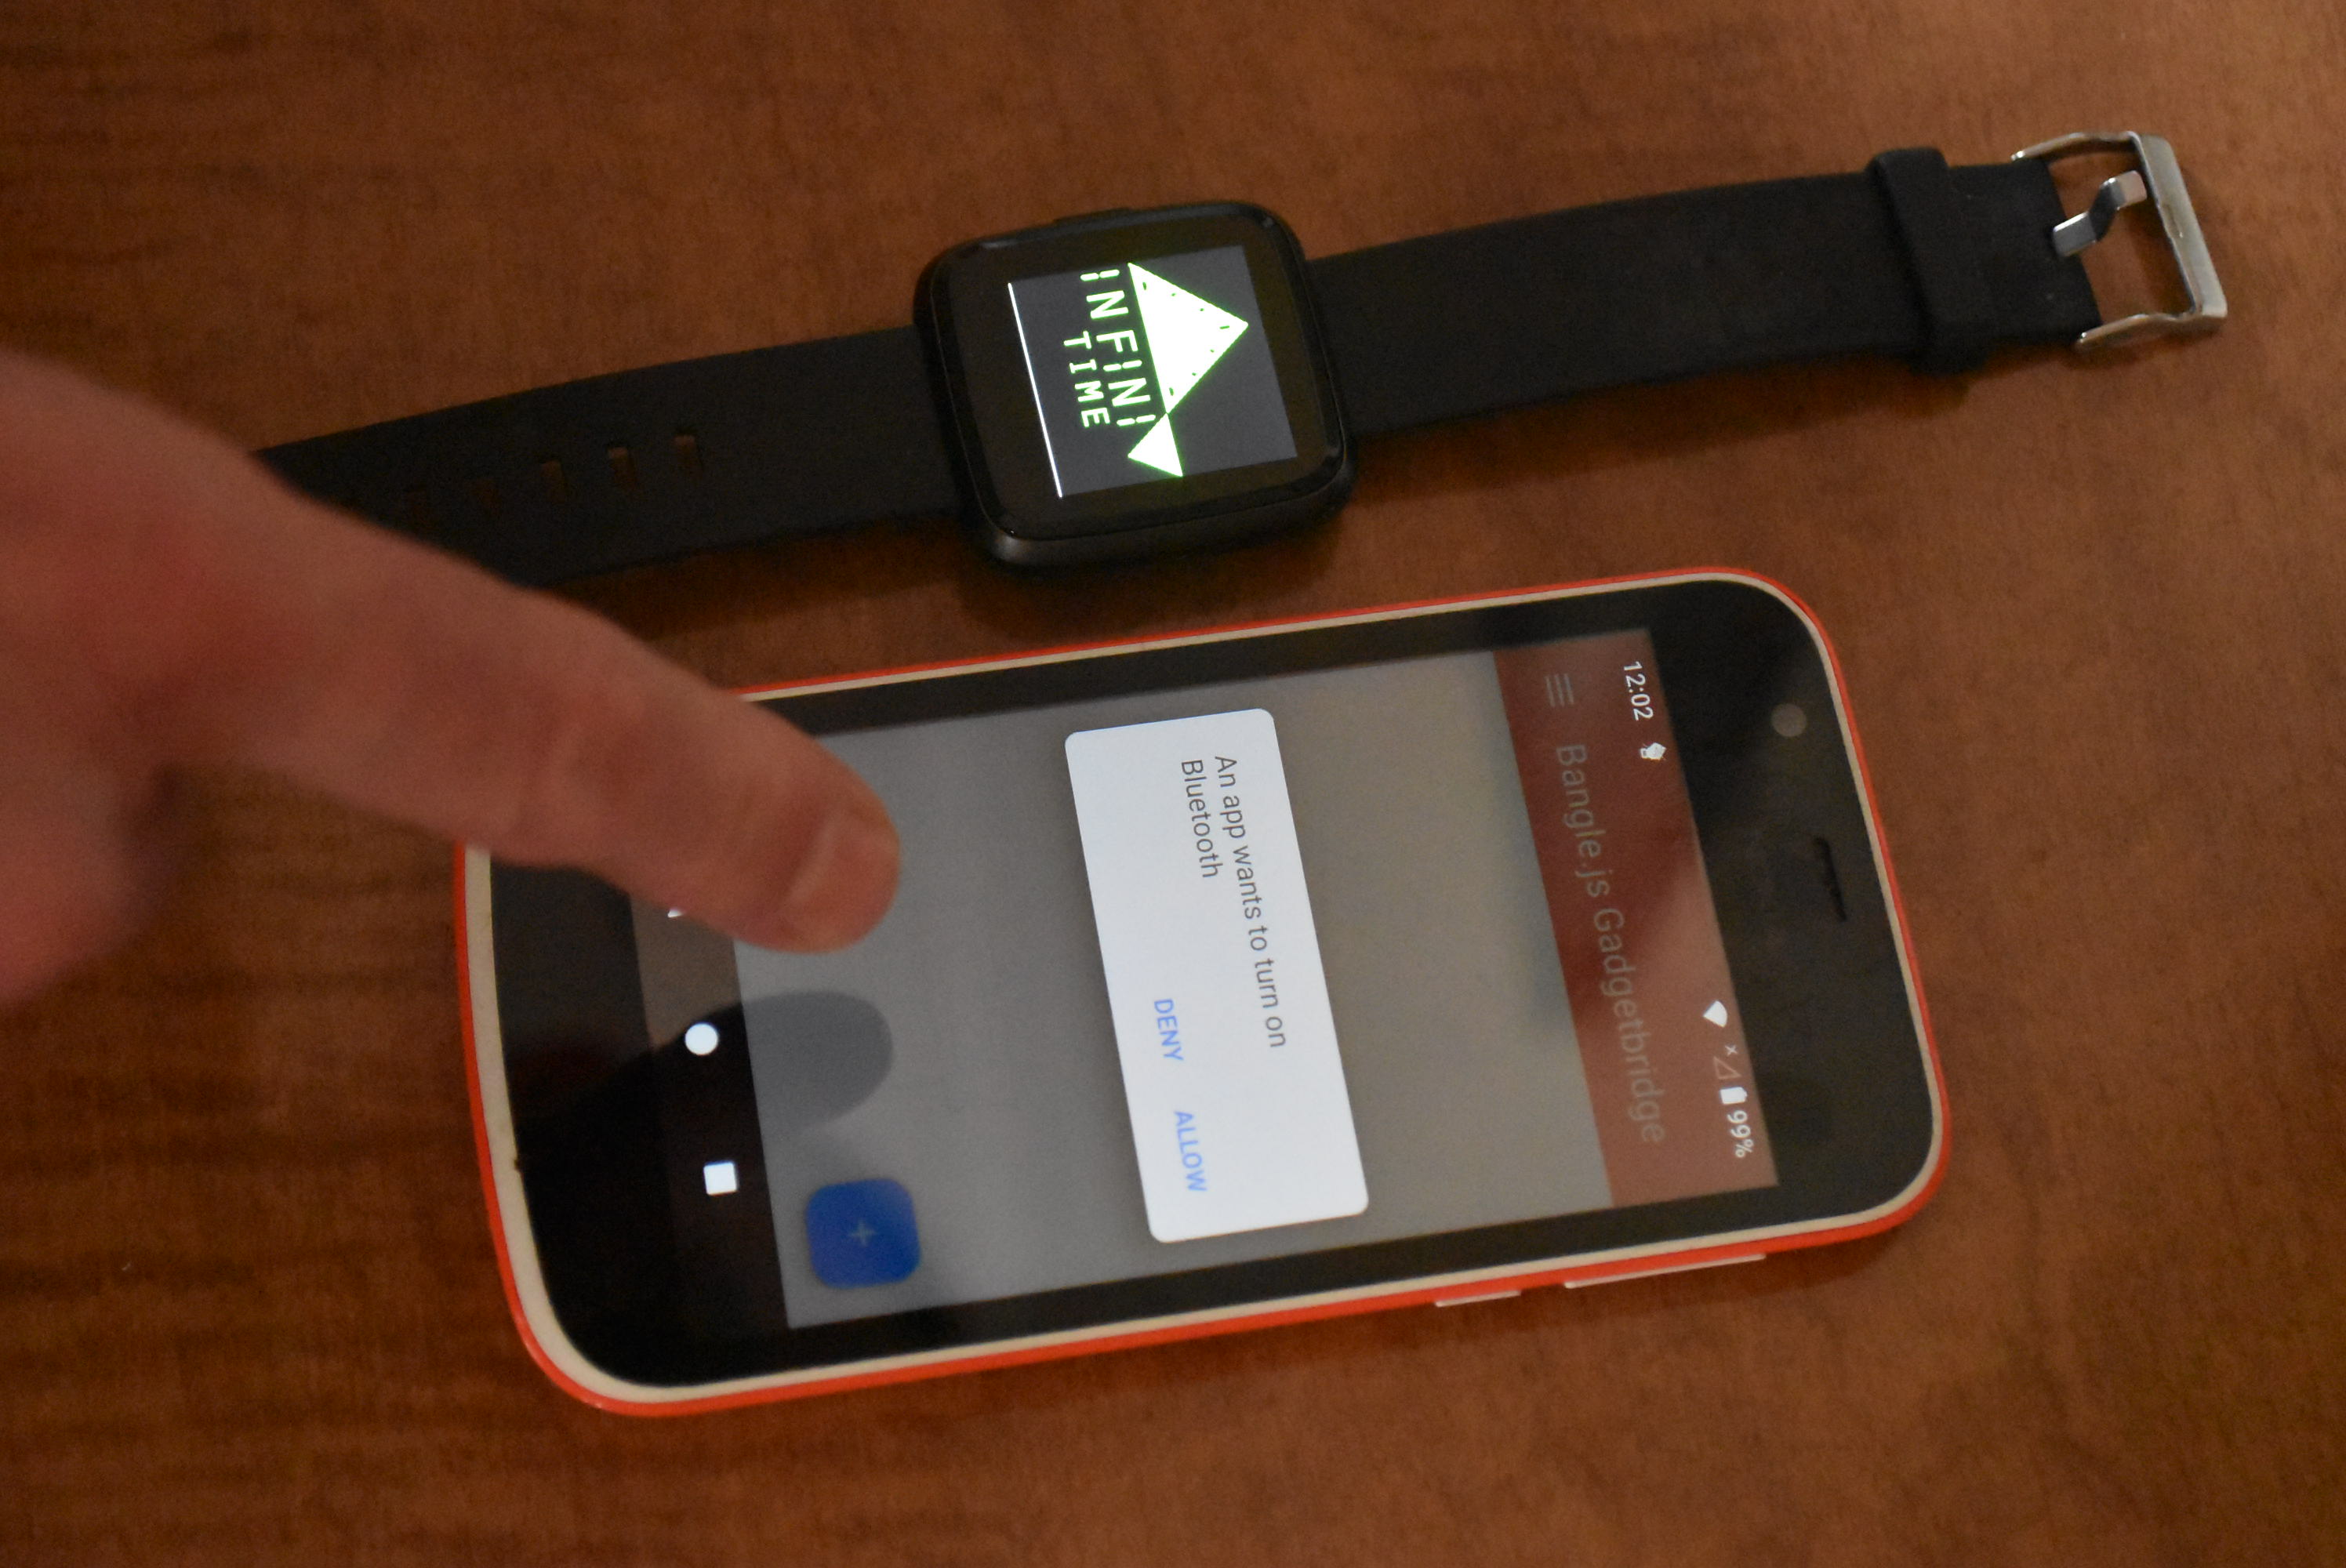 INFINI
TIME
12:02
99%
Bangle.js Gadgetbridge
An app wants to turn on
Bluetooth
DENY
ALLOW